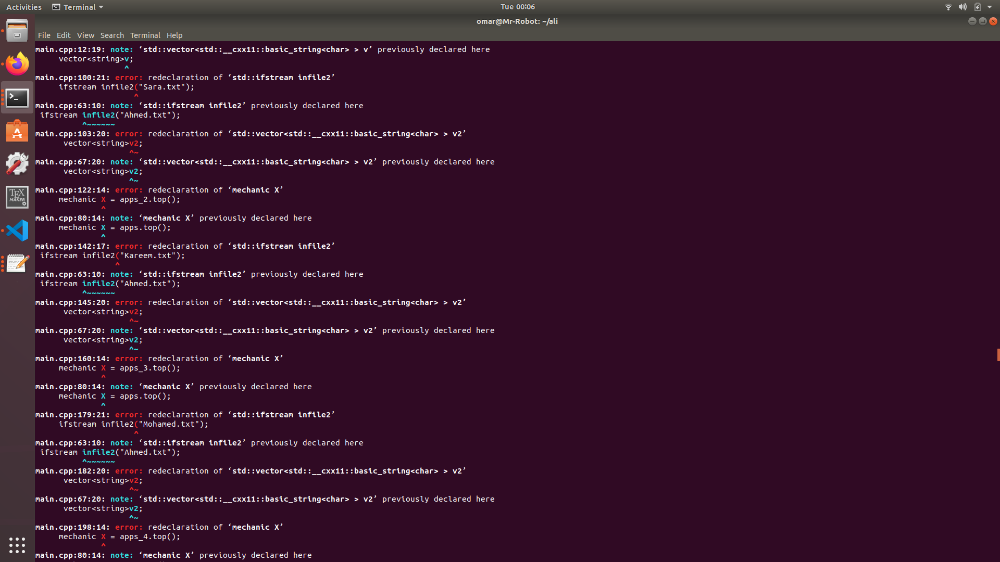 Activities Terminal Tue 00:06
omar@Mr-Robot: ~/ali
File Edit View Search Terminal Help
main.cpp:12:19: note: ‘std::vector<std::__cxx11::basic_string<char> > v’ previously declared here
vector<string>v;
^
main.cpp:100:21: error: redeclaration of ‘std::ifstream infile2’
ifstream infile2("Sara.txt");
^
main.cpp:63:10: note: ‘std::ifstream infile2’ previously declared here
ifstream infile2("Ahmed.txt");
^~~~~~~
main.cpp:103:20: error: redeclaration of ‘std::vector<std::__cxx11::basic_string<char> > v2’
vector<string>v2;
^~
main.cpp:67:20: note: ‘std::vector<std::__cxx11::basic_string<char> > v2’ previously declared here
vector<string>v2;
^~
main.cpp:122:14: error: redeclaration of ‘mechanic X’
mechanic X = apps_2.top();
^
main.cpp:80:14: note: ‘mechanic X’ previously declared here
mechanic X = apps.top();
^
main.cpp:142:17: error: redeclaration of ‘std::ifstream infile2’
ifstream infile2("Kareem.txt");
^
main.cpp:63:10: note: ‘std::ifstream infile2’ previously declared here
ifstream infile2("Ahmed.txt");
^~~~~~~
main.cpp:145:20: error: redeclaration of ‘std::vector<std::__cxx11::basic_string<char> > v2’
vector<string>v2;
^~
main.cpp:67:20: note: ‘std::vector<std::__cxx11::basic_string<char> > v2’ previously declared here
vector<string>v2;
^~
main.cpp:160:14: error: redeclaration of ‘mechanic X’
mechanic X = apps_3.top();
^
main.cpp:80:14: note: ‘mechanic X’ previously declared here
mechanic X = apps.top();
^
main.cpp:179:21: error: redeclaration of ‘std::ifstream infile2’
ifstream infile2("Mohamed.txt");
^
main.cpp:63:10: note: ‘std::ifstream infile2’ previously declared here
ifstream infile2("Ahmed.txt");
^~~~~~~
main.cpp:182:20: error: redeclaration of ‘std::vector<std::__cxx11::basic_string<char> > v2’
vector<string>v2;
^~
main.cpp:67:20: note: ‘std::vector<std::__cxx11::basic_string<char> > v2’ previously declared here
vector<string>v2;
^~
main.cpp:198:14: error: redeclaration of ‘mechanic X’
mechanic X = apps_4.top();
^
main.cpp:80:14: note: ‘mechanic X’ previously declared here
TEX
MAKER